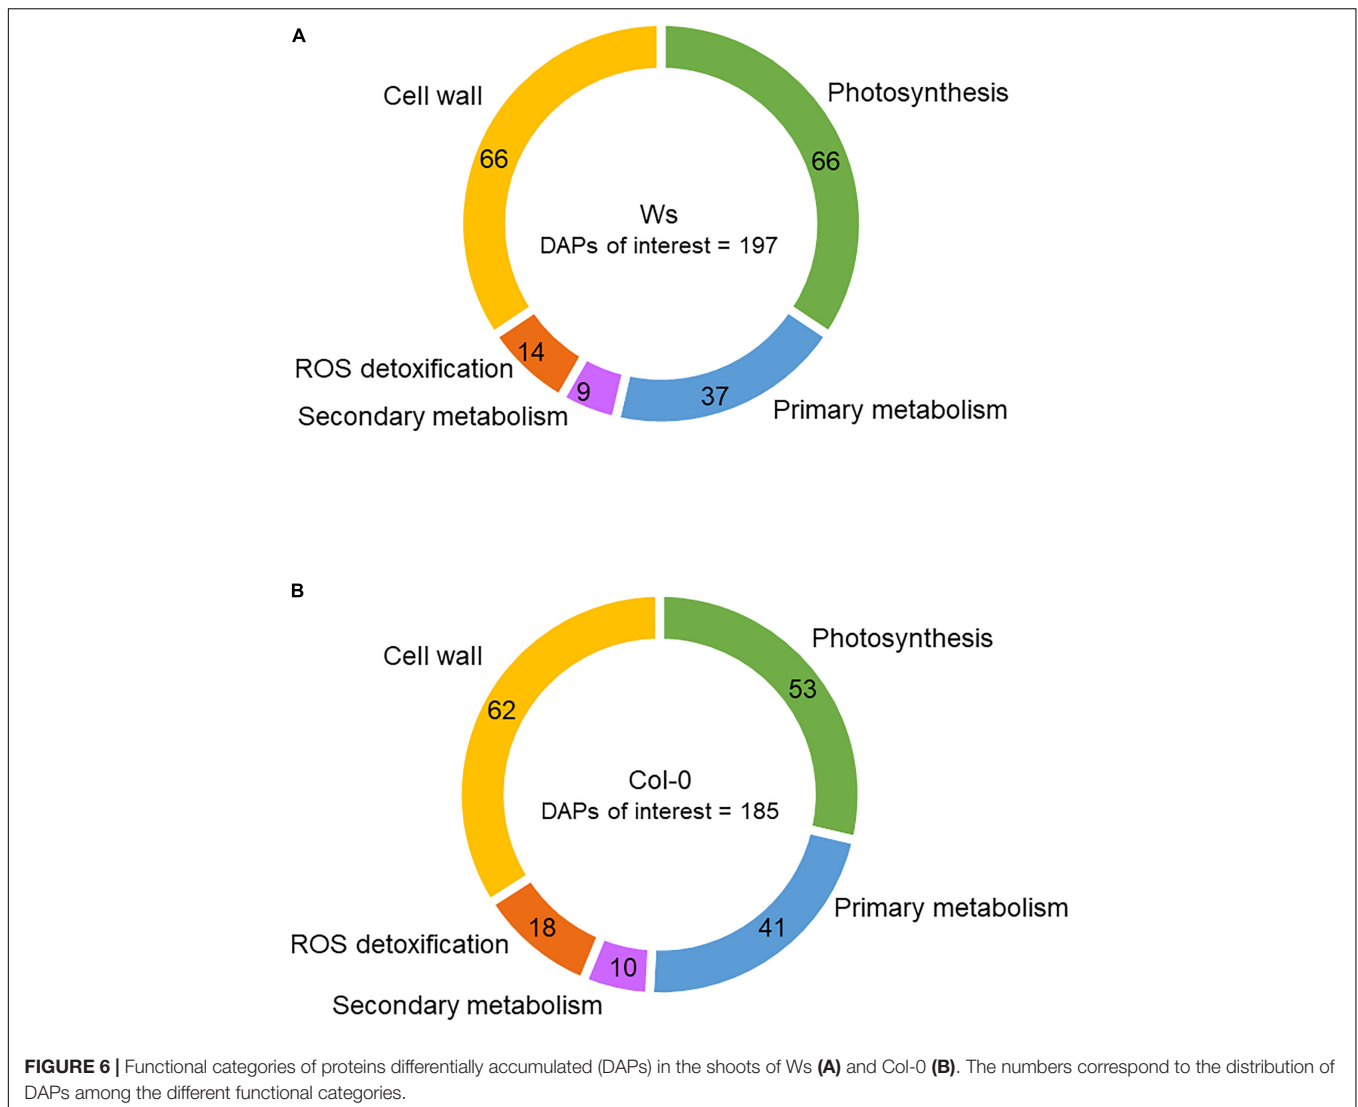 A
Cell wall
Photosynthesis
66
66
Ws
DAPs of interest = 197
ROS detoxification
14
9
37
Secondary metabolism
Primary metabolism
B
Cell wall
Photosynthesis
62
53
Col-0
DAPs of interest = 185
Primary metabolism
ROS detoxification
18
41
10
Secondary metabolism
FIGURE 6 | Functional categories of proteins differentially accumulated (DAPs) in the shoots of Ws (A) and Col-0 (B). The numbers correspond to the distribution of
DAPs among the different functional categories.